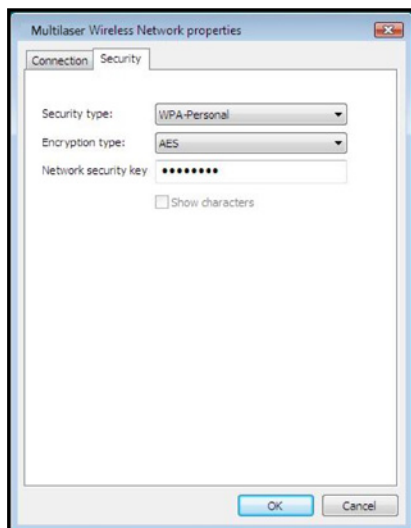 Multilaser Wireless Network properties
Connection Security
Security type: WPA-Personal
Encryption type: AES
Network security key ••••••••
Show characters
OK Cancel